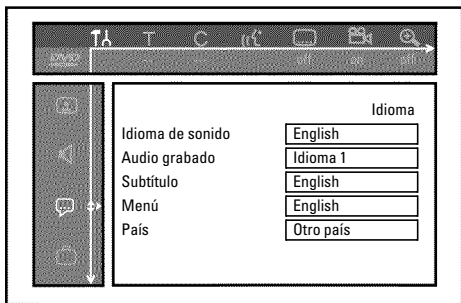 T C
off on off
Idioma
Idioma de sonido English
Audio grabado Idioma 1
Subtítulo English
Menú English
País Otro país